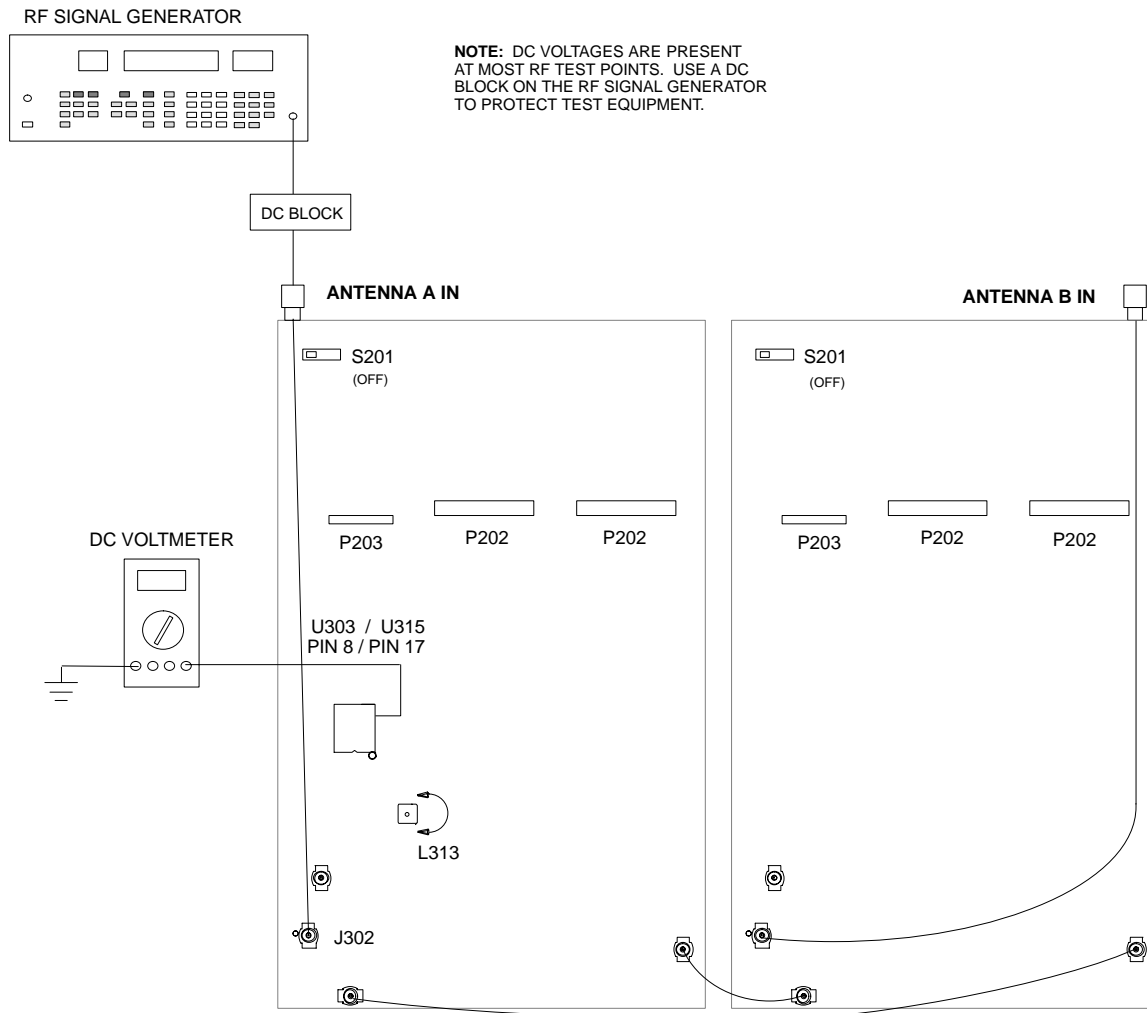 RF SIGNAL GENERATOR
NOTE: DC VOLTAGES ARE PRESENT
AT MOST RF TEST POINTS. USE A DC
BLOCK ON THE RF SIGNAL GENERATOR
TO PROTECT TEST EQUIPMENT.
DC BLOCK
ANTENNA A IN
ANTENNA B IN
S201
(OFF)
S201
(OFF)
P203
P202
P202
P203
P202
P202
DC VOLTMETER
U303 / U315
PIN 8 / PIN 17
L313
J302